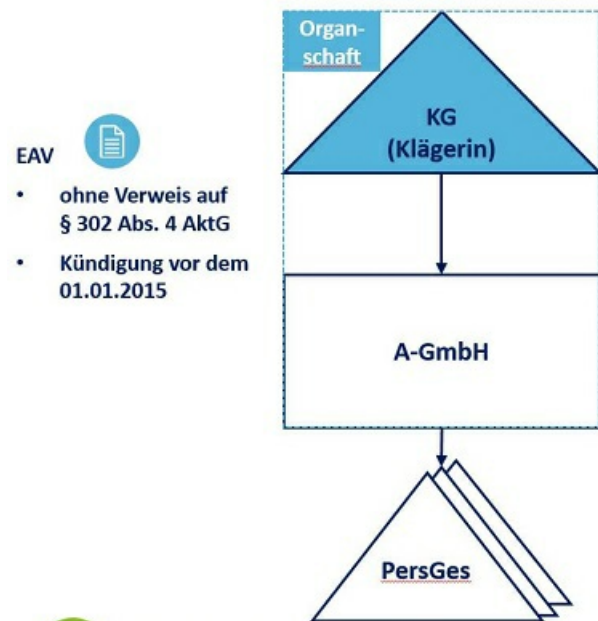 Organ-
schaft
KG
(Klägerin)
EAV
• ohne Verweis auf
§ 302 Abs. 4 AktG
• Kündigung vor dem
01.01.2015
A-GmbH
PersGes